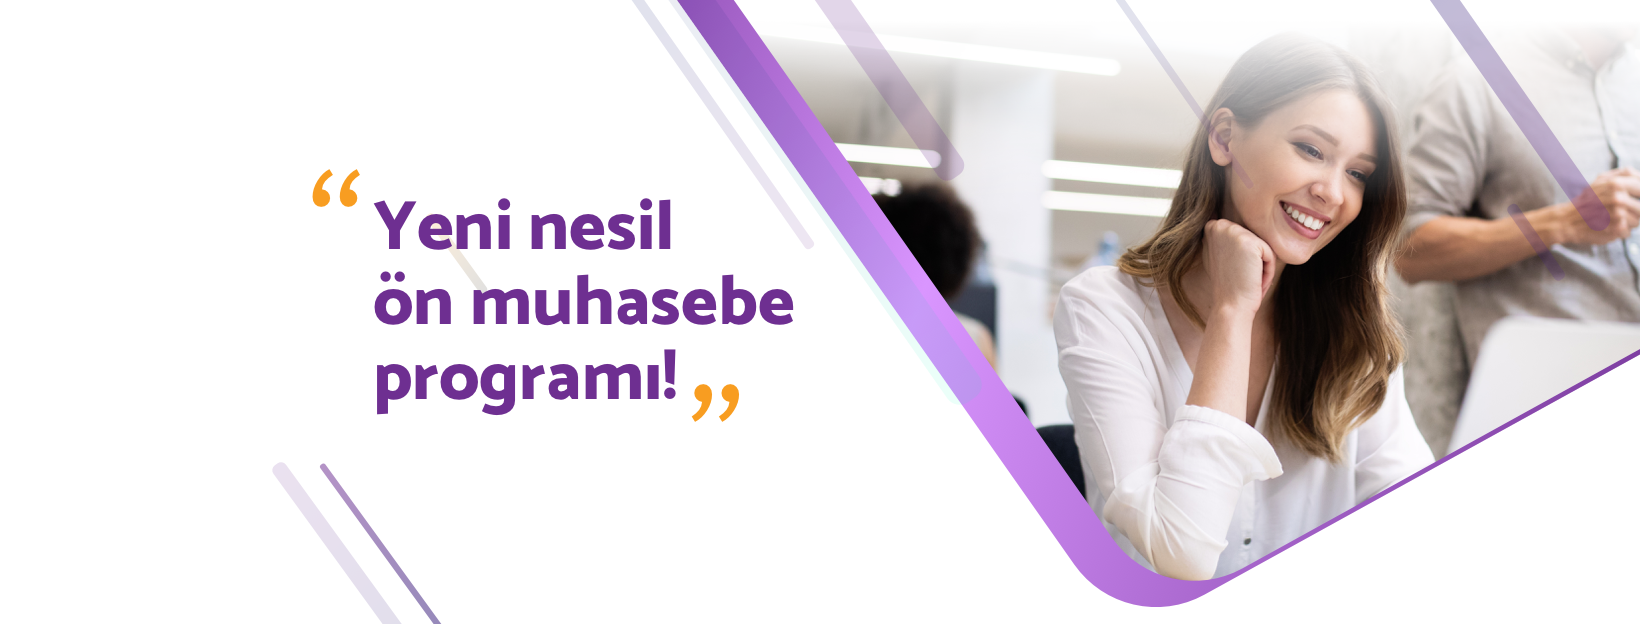 “Yeni nesil
ön muhasebe
programı!”